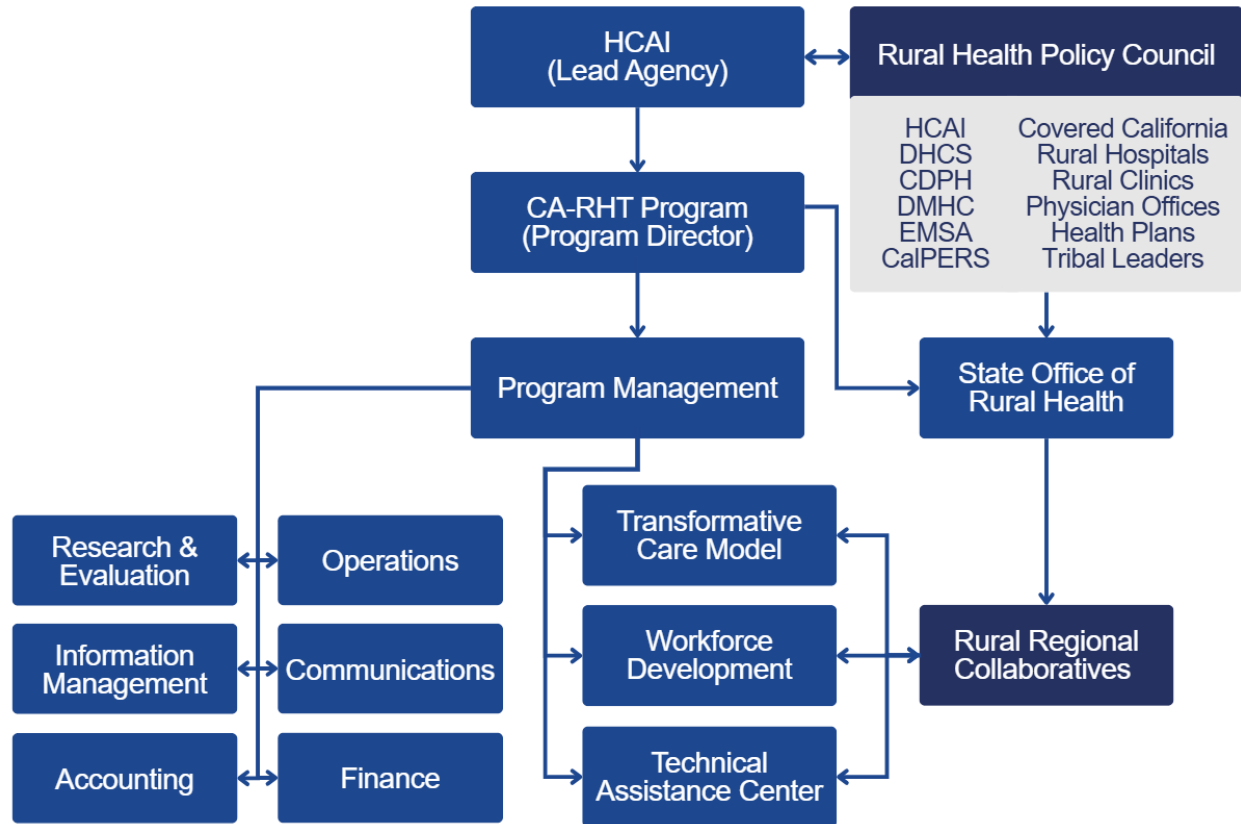 HCAI
(Lead Agency)
Rural Health Policy Council
HCAI
DHCS
CDPH
DMHC
EMSA
CalPERS
Covered California
Rural Hospitals
Rural Clinics
Physician Offices
Health Plans
Tribal Leaders
CA-RHT Program
(Program Director)
Program Management
State Office of
Rural Health
Research &
Evaluation
Operations
Information
Management
Communications
Accounting
Finance
Transformative
Care Model
Workforce
Development
Technical
Assistance Center
Rural Regional
Collaboratives